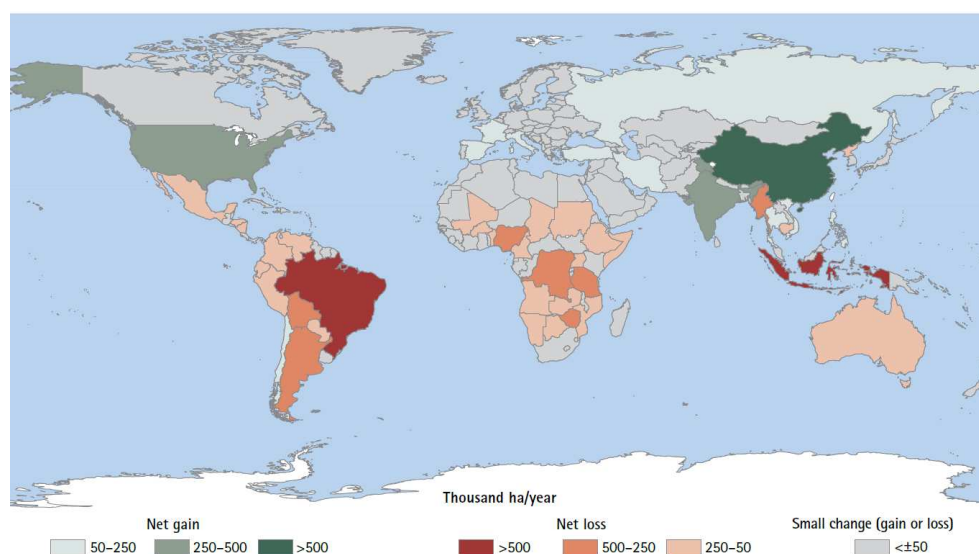 Thousand ha/year
Net gain
Net loss
Small change (gain or loss)
50–250
250–500
>500
>500
500–250
250–50
<±50